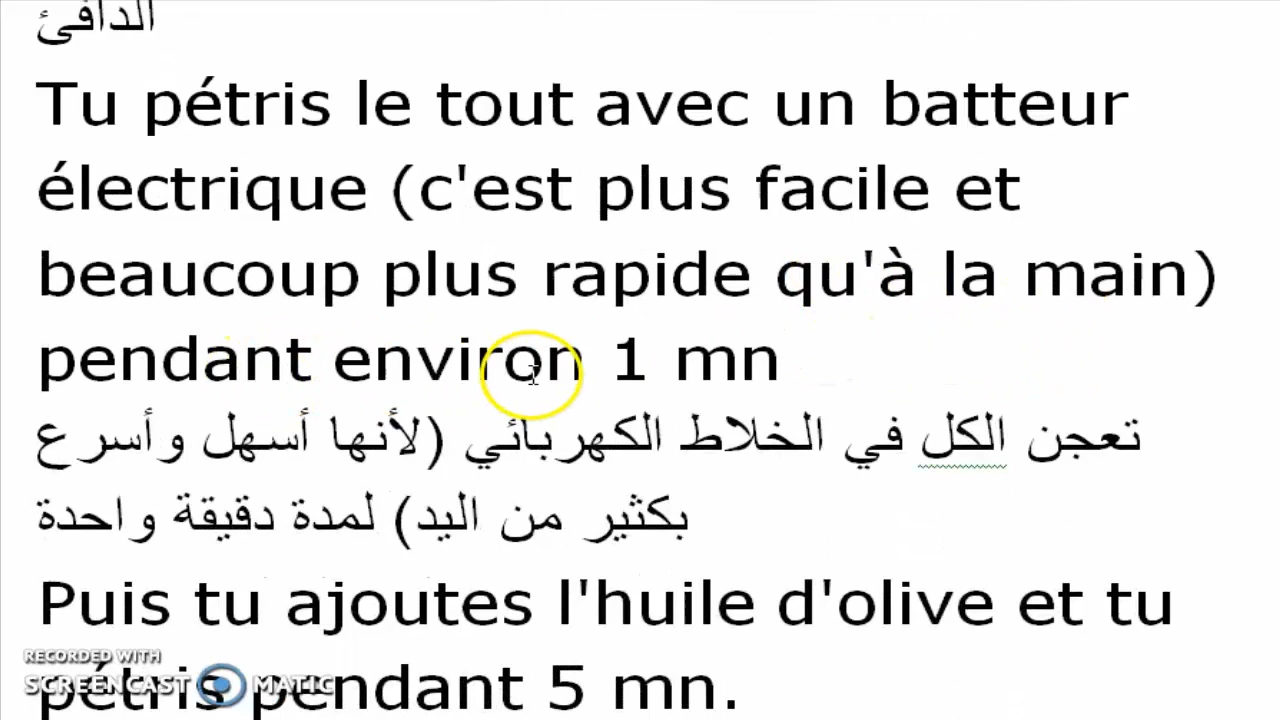 الدافئ
Tu pétris le tout avec un batteur
électrique (c'est plus facile et
beaucoup plus rapide qu'à la main)
pendant environ 1 mn
تعجن الكل في الخلاط الكهربائي (لأنها أسهل وأسرع
بكثير من اليد) لمدة دقيقة واحدة
Puis tu ajoutes l'huile d'olive et tu
pétris pendant 5 mn.
RECORDED WITH
SCREENCAST MATIC